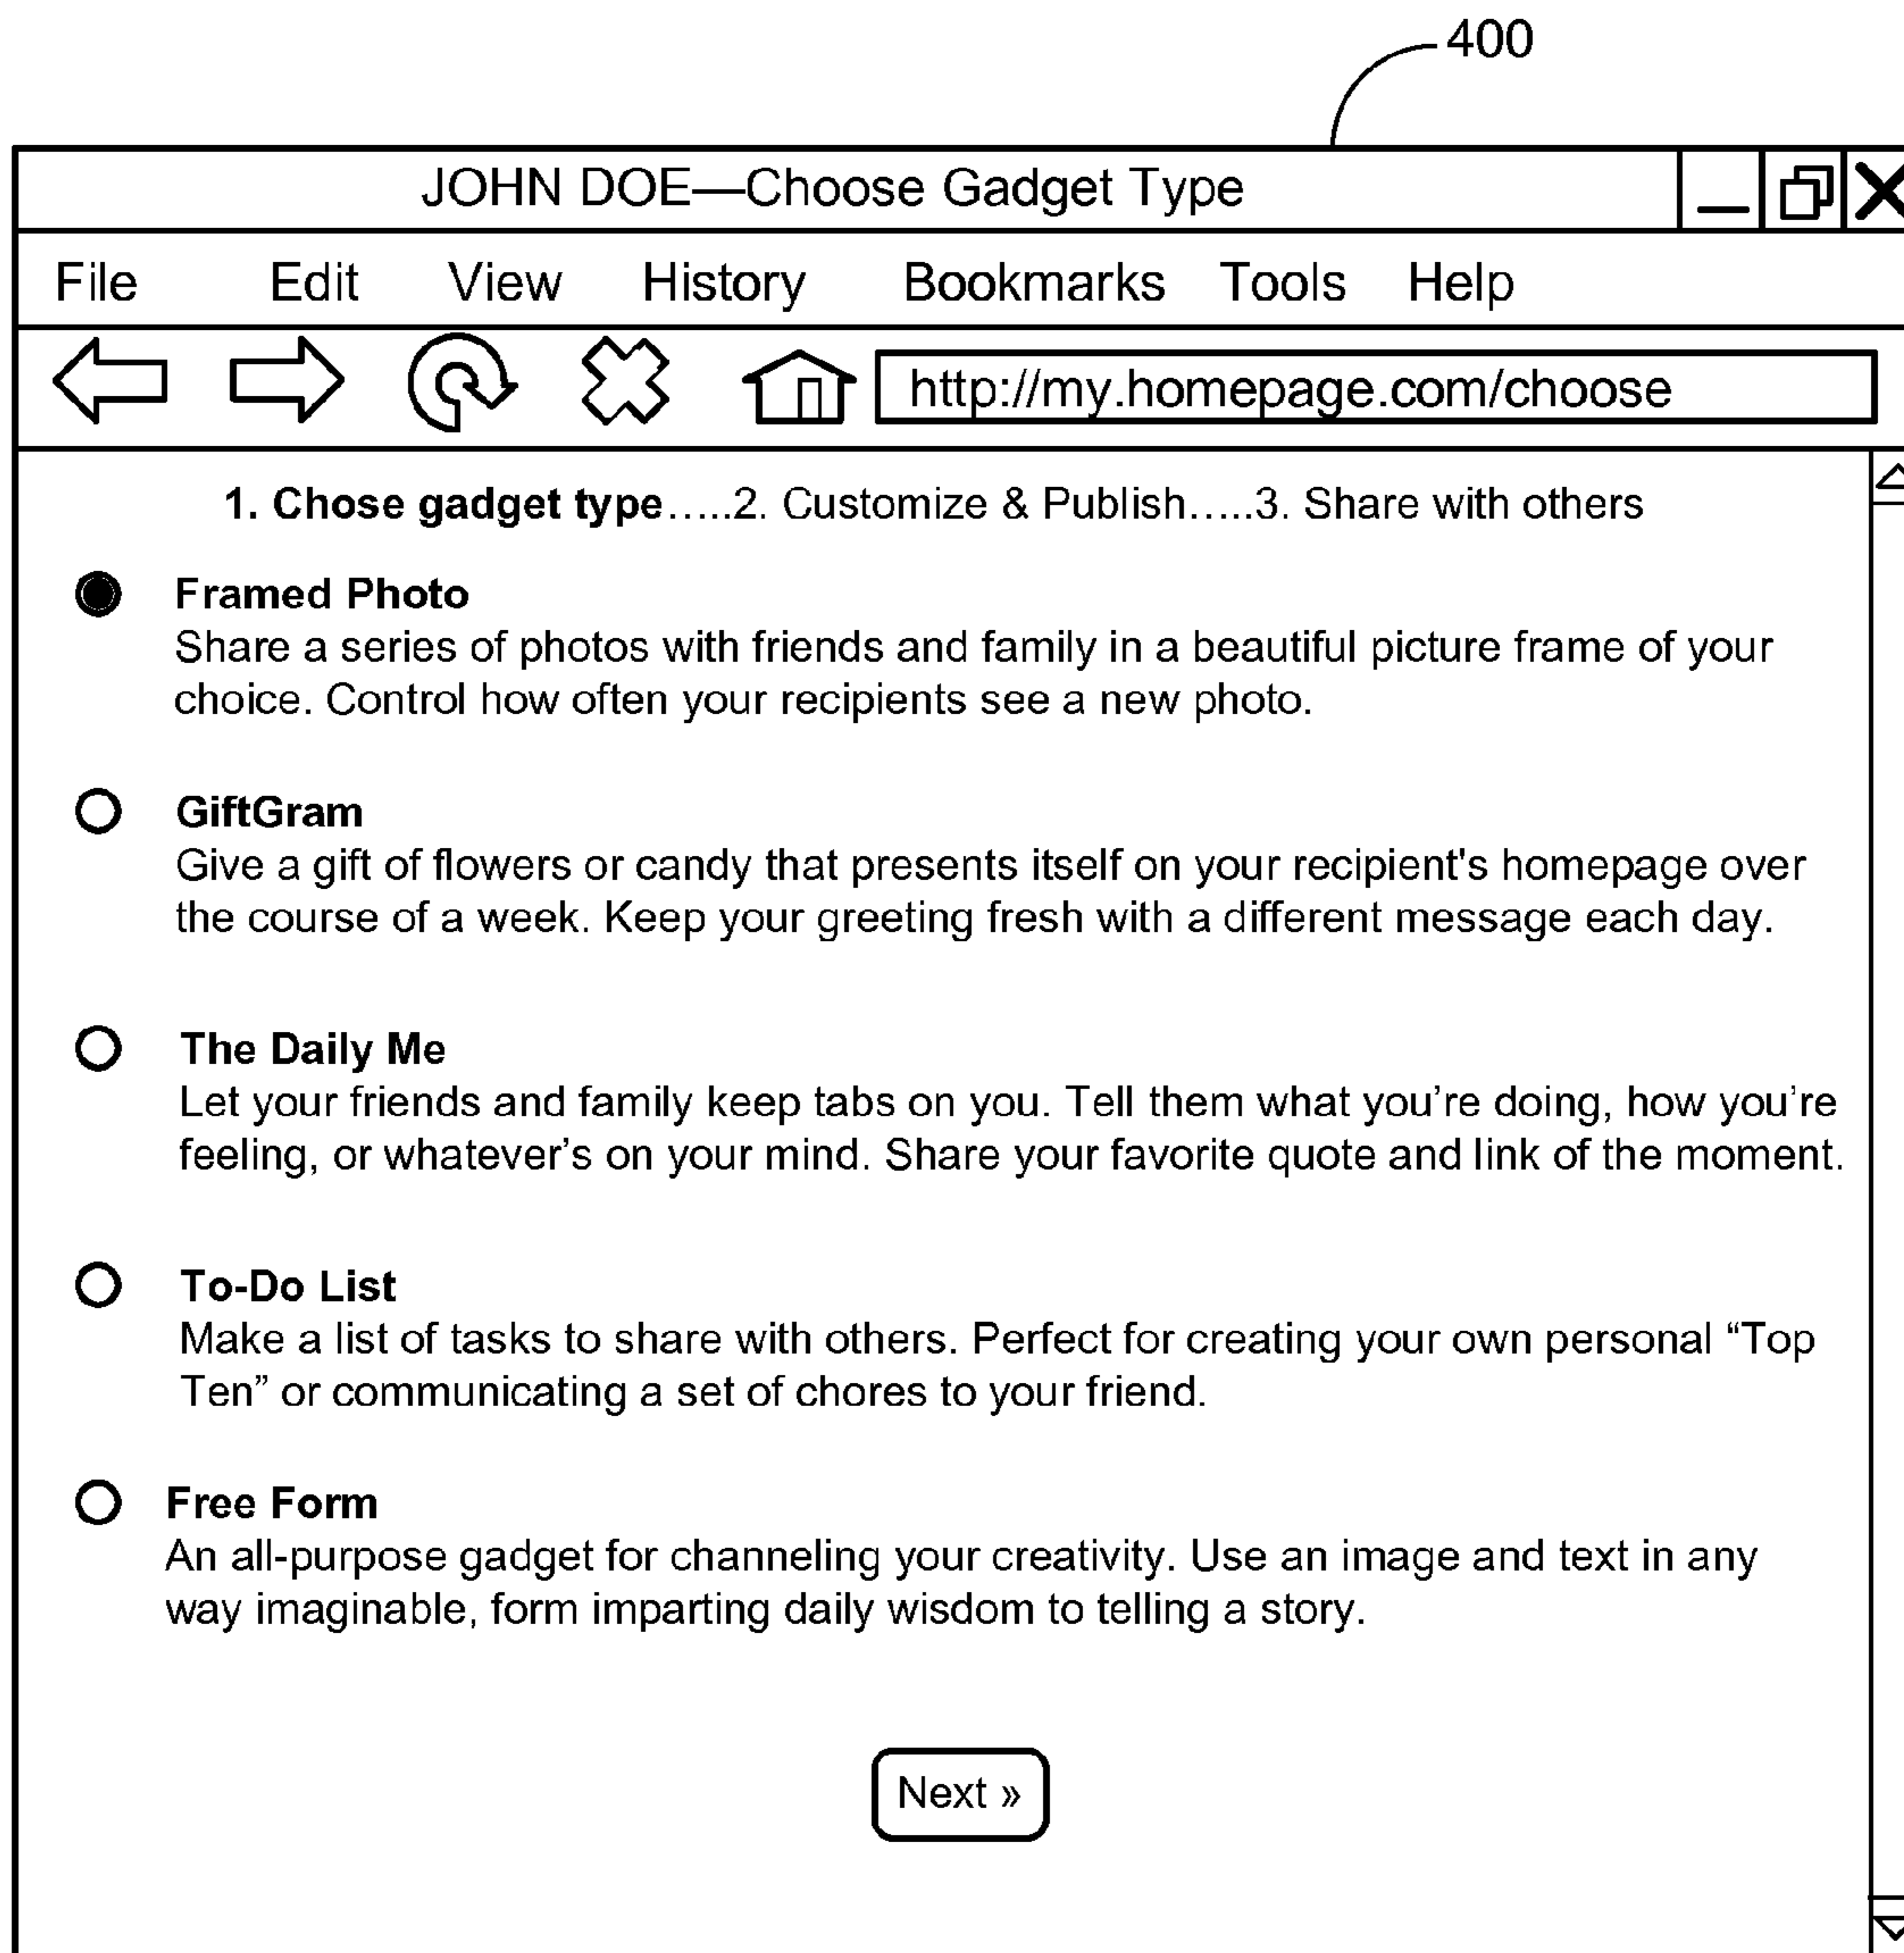 400
JOHN DOE—Choose Gadget Type
File Edit View History Bookmarks Tools Help
http://my.homepage.com/choose
1. Chose gadget type.....2. Customize & Publish.....3. Share with others
Framed Photo
Share a series of photos with friends and family in a beautiful picture frame of your
choice. Control how often your recipients see a new photo.
GiftGram
Give a gift of flowers or candy that presents itself on your recipient's homepage over
the course of a week. Keep your greeting fresh with a different message each day.
The Daily Me
Let your friends and family keep tabs on you. Tell them what you’re doing, how you’re
feeling, or whatever’s on your mind. Share your favorite quote and link of the moment.
To-Do List
Make a list of tasks to share with others. Perfect for creating your own personal “Top
Ten” or communicating a set of chores to your friend.
Free Form
An all-purpose gadget for channeling your creativity. Use an image and text in any
way imaginable, form imparting daily wisdom to telling a story.
Next »